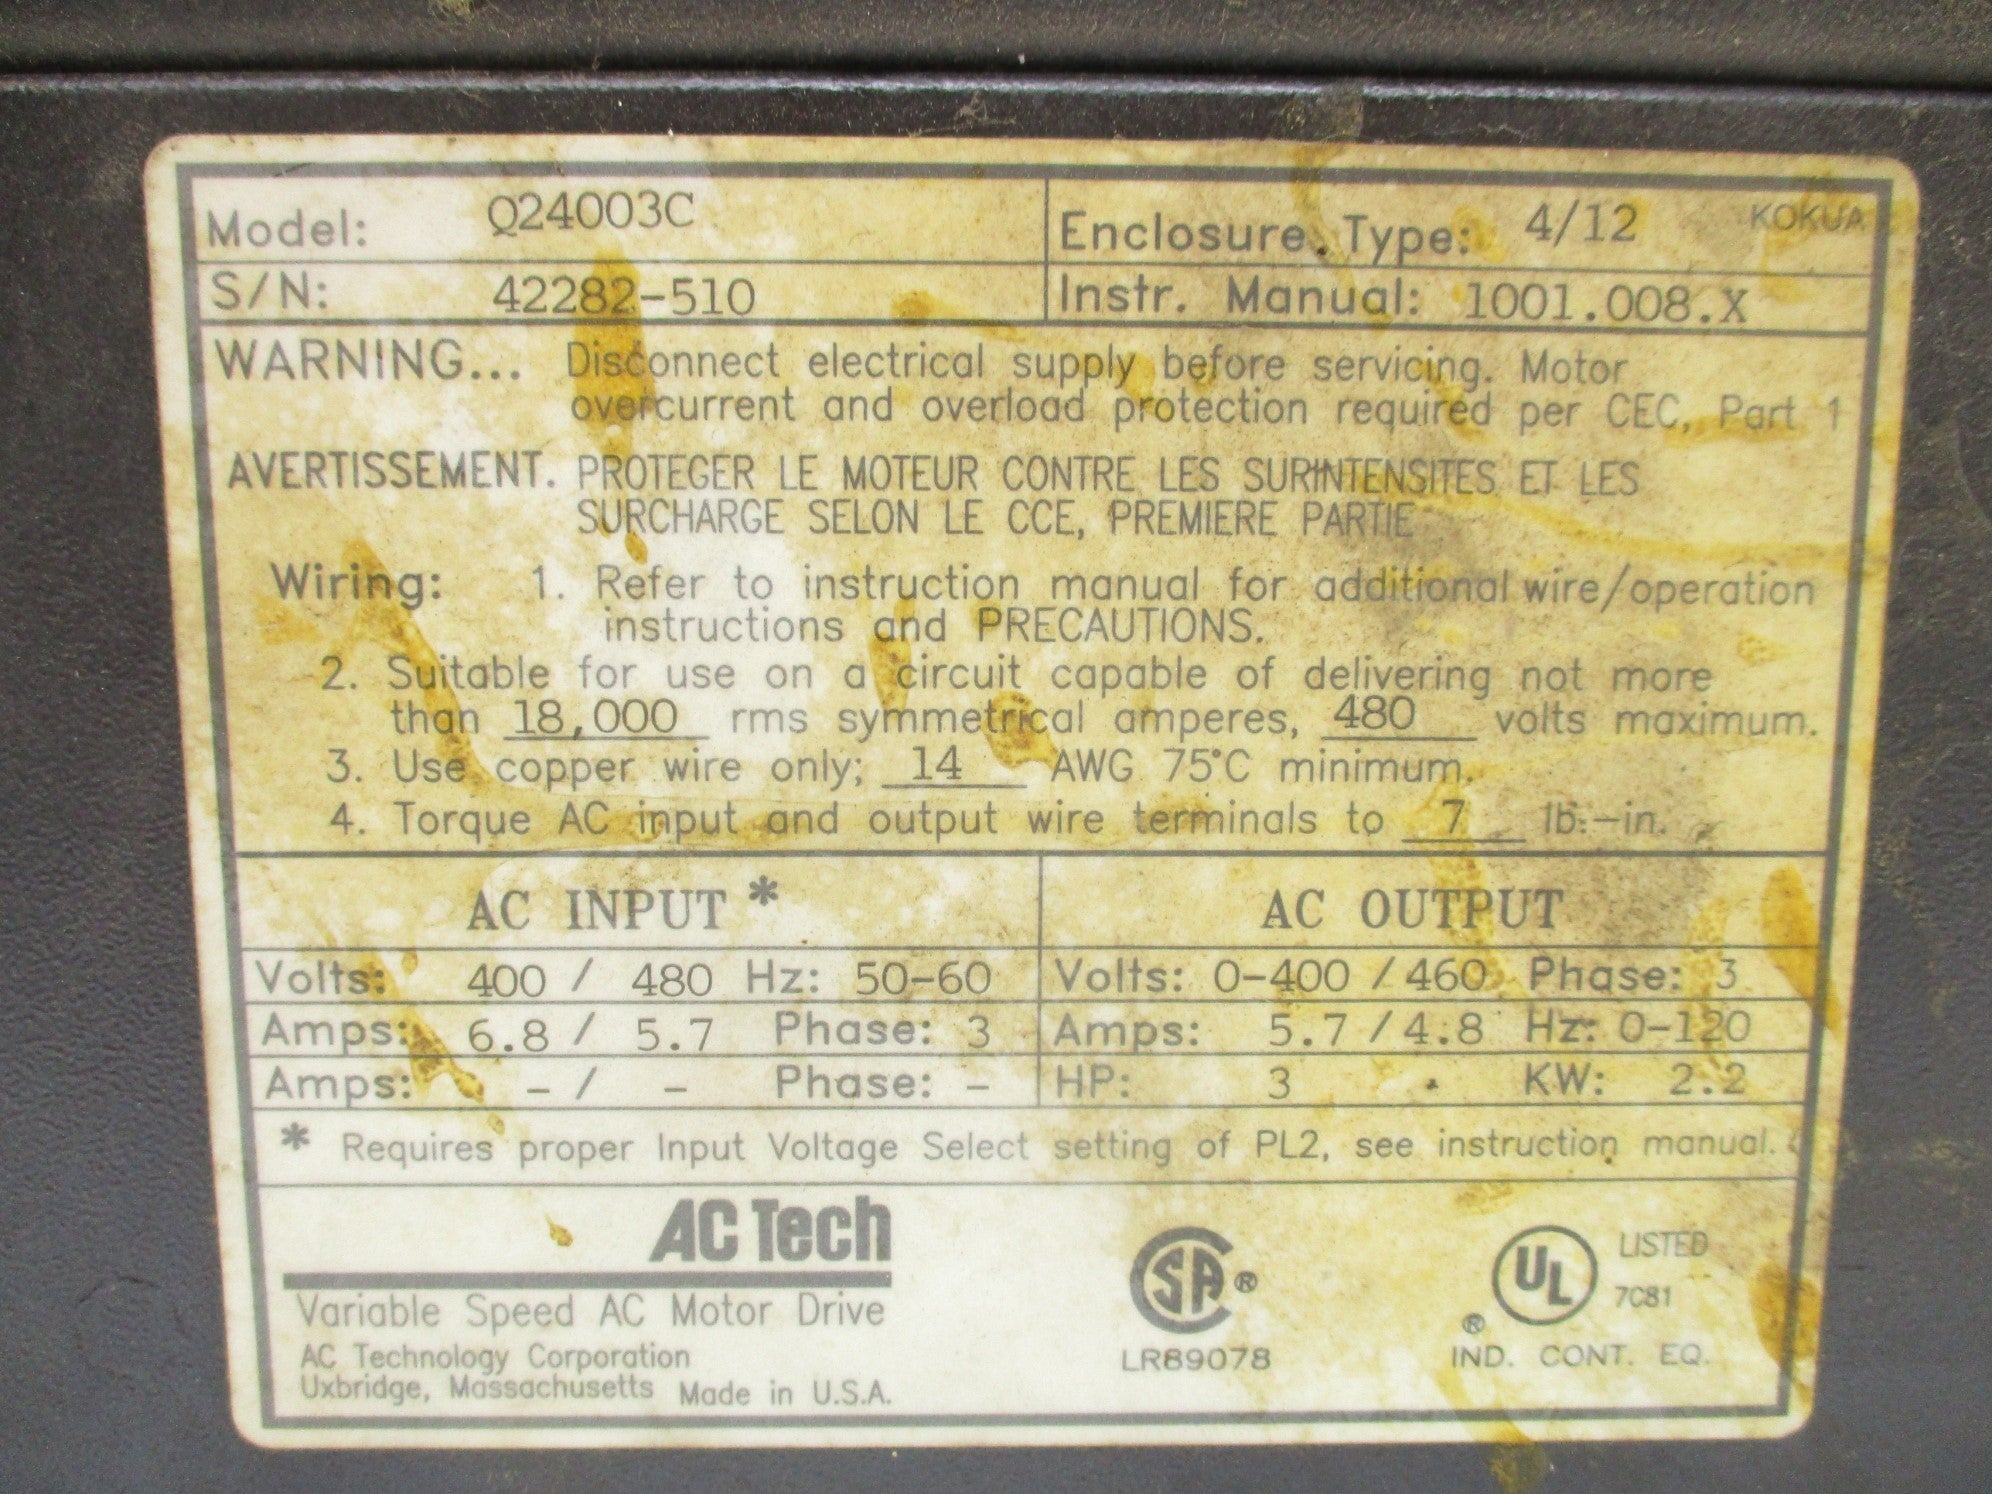 Model: Q24003C Enclosure Type: 4/12 KOKUA
S/N: 42282-510 Instr. Manual: 1001.008.X
WARNING... Disconnect electrical supply before servicing. Motor
overcurrent and overload protection required per CEC, Part 1
AVERTISSEMENT. PROTEGER LE MOTEUR CONTRE LES SURINTENSITES ET LES
SURCHARGE SELON LE CCE, PREMIERE PARTIE
Wiring: 1. Refer to instruction manual for additional wire/operation
instructions and PRECAUTIONS.
2. Suitable for use on a circuit capable of delivering not more
than 18,000 rms symmetrical amperes, 480 volts maximum.
3. Use copper wire only; 14 AWG 75°C minimum.
4. Torque AC input and output wire terminals to 7 lb.-in.
AC INPUT * AC OUTPUT
Volts: 400 / 480 Hz: 50-60 Volts: 0-400 / 460 Phase: 3
Amps: 6.8 / 5.7 Phase: 3 Amps: 5.7 / 4.8 Hz: 0-120
Amps: - / - Phase: - HP: 3 KW: 2.2
* Requires proper Input Voltage Select setting of PL2, see instruction manual.
AC Tech
Variable Speed AC Motor Drive
AC Technology Corporation
Uxbridge, Massachusetts Made in U.S.A.
SA ®
LR89078
UL ® LISTED
7C81
IND. CONT. EQ.